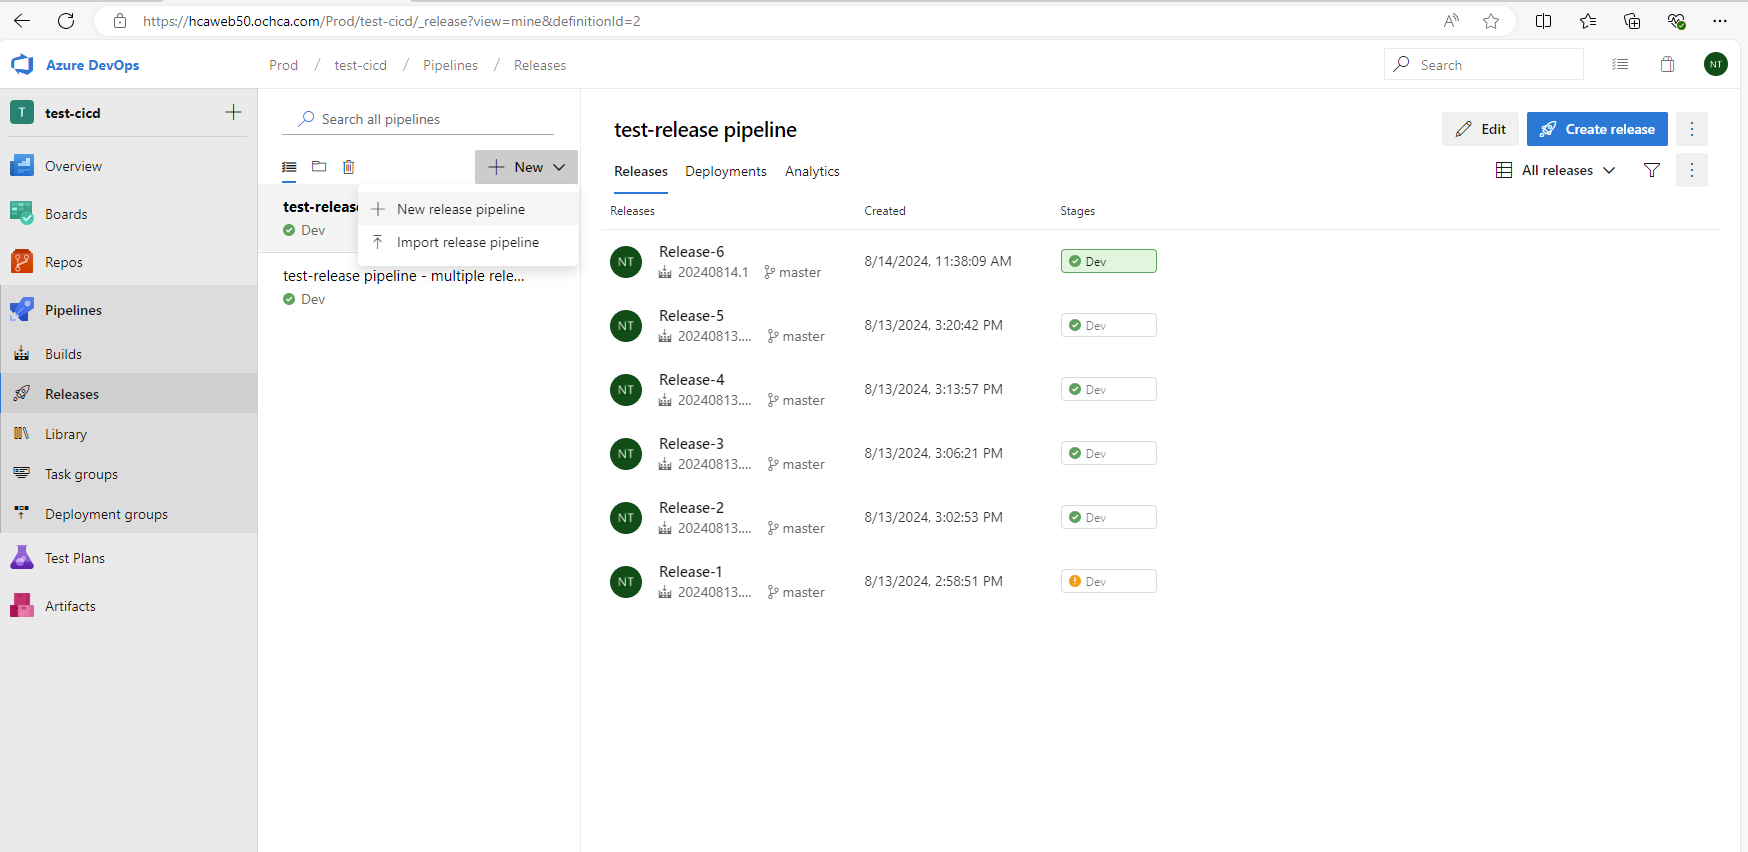 https://hcaweb50.ochca.com/Prod/test-cicd/_release?view=mine&definitionId=2
Azure DevOps
Prod / test-cicd / Pipelines / Releases
Search
NT
T test-cicd
Overview
Boards
Repos
Pipelines
Builds
Releases
Library
Task groups
Deployment groups
Test Plans
Artifacts
Search all pipelines
New
New release pipeline
Import release pipeline
test-release
Dev
test-release pipeline - multiple rele...
Dev
test-release pipeline
Edit
Create release
Releases Deployments Analytics
All releases
Releases Created Stages
NT Release-6 8/14/2024, 11:38:09 AM Dev
20240814.1 master
NT Release-5 8/13/2024, 3:20:42 PM Dev
20240813.... master
NT Release-4 8/13/2024, 3:13:57 PM Dev
20240813.... master
NT Release-3 8/13/2024, 3:06:21 PM Dev
20240813.... master
NT Release-2 8/13/2024, 3:02:53 PM Dev
20240813.... master
NT Release-1 8/13/2024, 2:58:51 PM Dev
20240813.... master